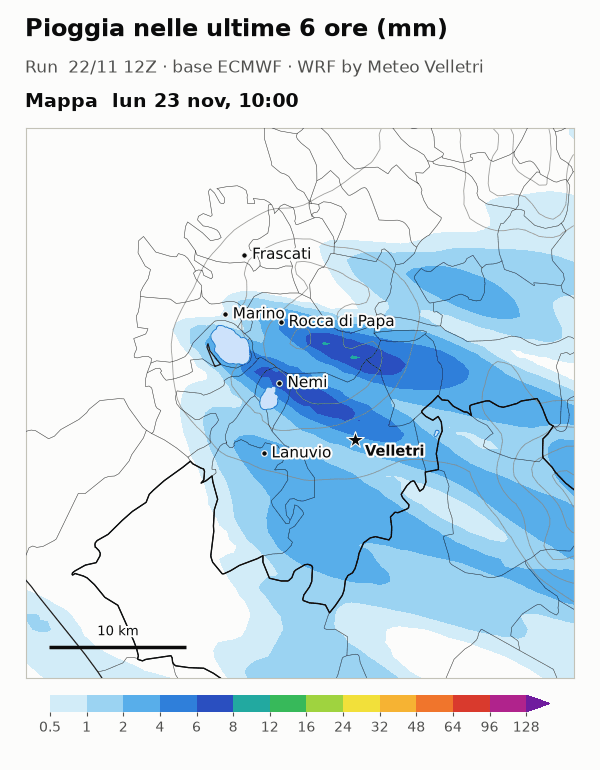 Pioggia nelle ultime 6 ore (mm)
Run  22/11 12Z · base ECMWF · WRF by Meteo Velletri
Mappa  lun 23 nov, 10:00
Frascati
Marino
Rocca di Papa
Nemi
Velletri
Lanuvio
10 km
0.5 1 2 4 6 8 12 16 24 32 48 64 96 128